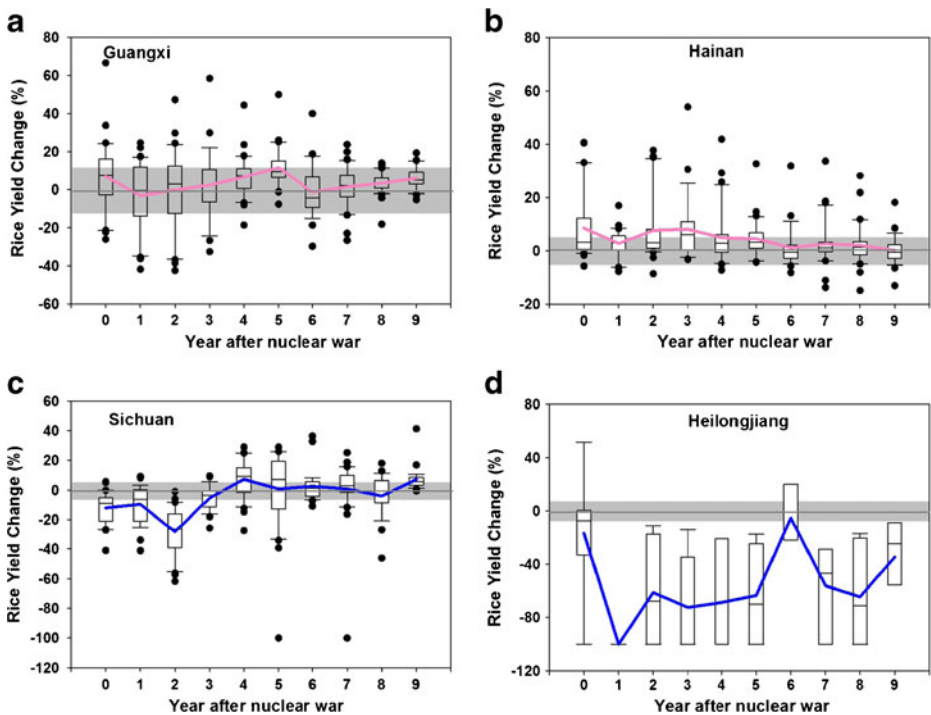 a
Guangxi
Rice Yield Change (%)
80
60
40
20
0
-20
-40
-60
0 1 2 3 4 5 6 7 8 9
Year after nuclear war
b
Hainan
Rice Yield Change (%)
80
60
40
20
0
-20
0 1 2 3 4 5 6 7 8 9
Year after nuclear war
c
Sichuan
Rice Yield Change (%)
60
40
20
0
-20
-40
-60
-80
-100
-120
0 1 2 3 4 5 6 7 8 9
Year after nuclear war
d
Heilongjiang
Rice Yield Change (%)
80
40
0
-40
-80
-120
0 1 2 3 4 5 6 7 8 9
Year after nuclear war